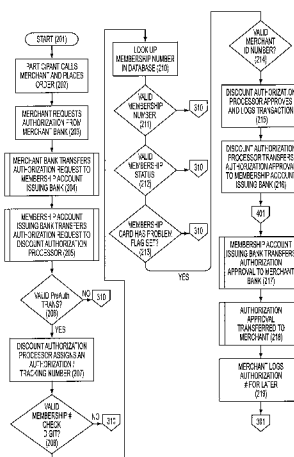 START (201)
PARTICIPANT CALLS
MERCHANT AND PLACES
ORDER (202)
MERCHANT REQUESTS
AUTHORIZATION FROM
MERCHANT BANK (203)
MERCHANT BANK TRANSFERS
AUTHORIZATION REQUEST TO
MEMBERSHIP ACCOUNT
ISSUING BANK (204)
MEMBERSHIP ACCOUNT
ISSUING BANK TRANSFERS
AUTHORIZATION REQUEST TO
DISCOUNT AUTHORIZATION
PROCESSOR (205)
VALID PreAuth
TRANS?
(206)
NO
310
YES
DISCOUNT AUTHORIZATION
PROCESSOR ASSIGNS AN
AUTHORIZATION /
TRACKING NUMBER (207)
VALID
MEMBERSHIP #
CHECK
DIGIT?
(208)
NO
310
LOOK UP
MEMBERSHIP NUMBER
IN DATABASE (210)
VALID
MEMBERSHIP
NUMBER
(211)
310
VALID
MEMBERSHIP
STATUS
(212)
310
MEMBERSHIP
CARD HAS PROBLEM
FLAG SET?
(213)
310
YES
VALID
MERCHANT
ID NUMBER?
(214)
DISCOUNT AUTHORIZATION
PROCESSOR APPROVES
AND LOGS TRANSACTION
(215)
DISCOUNT AUTHORIZATION
PROCESSOR TRANSFERS
AUTHORIZATION APPROVAL
TO MEMBERSHIP ACCOUNT
ISSUING BANK (216)
401
MEMBERSHIP ACCOUNT
ISSUING BANK TRANSFERS
AUTHORIZATION
APPROVAL TO MERCHANT
BANK (217)
AUTHORIZATION
APPROVAL
TRANSFERRED TO
MERCHANT (218)
MERCHANT LOGS
AUTHORIZATION
# FOR LATER
(219)
301